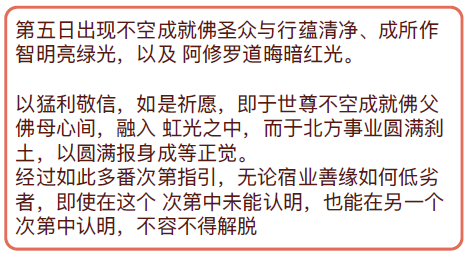 第五日出现不空成就佛圣众与行蕴清净、成所作
智明亮绿光，以及 阿修罗道晦暗红光。
以猛利敬信，如是祈愿，即于世尊不空成就佛父
佛母心间，融入 虹光之中，而于北方事业圆满刹
土，以圆满报身成等正觉。
经过如此多番次第指引，无论宿业善缘如何低劣
者，即使在这个 次第中未能认明，也能在另一个
次第中认明，不容不得解脱